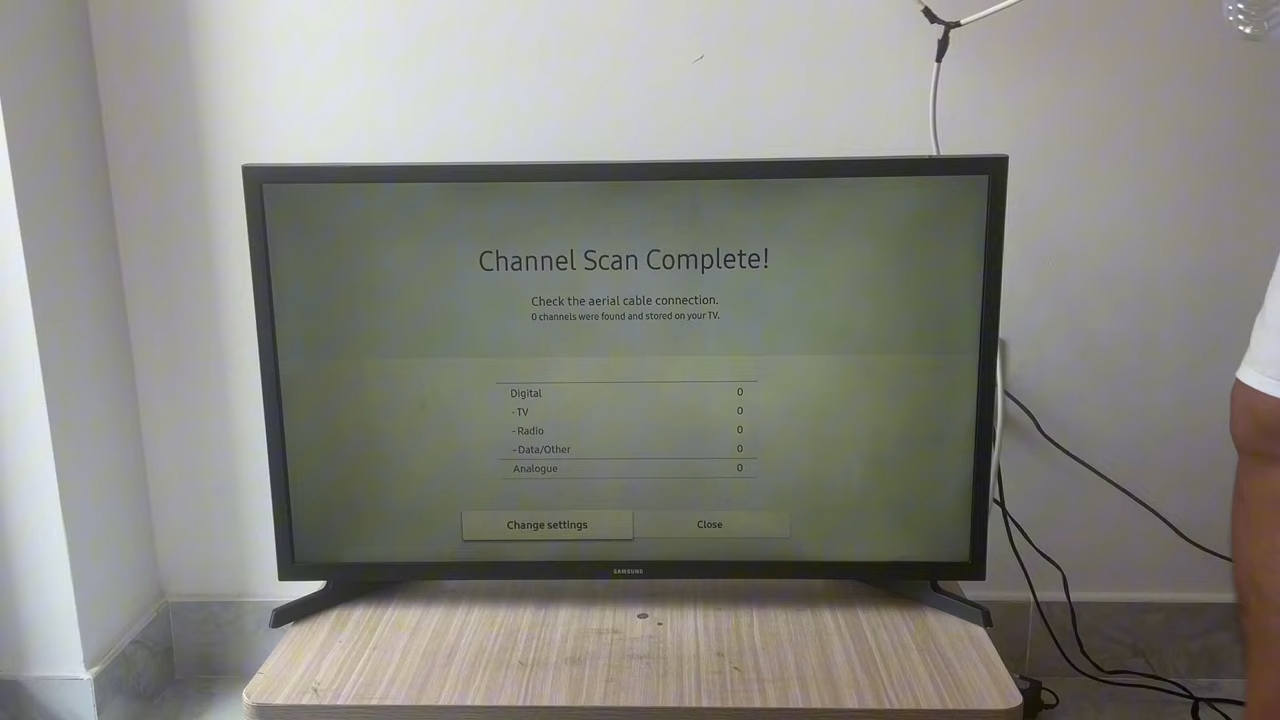 Channel Scan Complete!
Check the aerial cable connection.
0 channels were found and stored on your TV.
Digital 0
-TV 0
-Radio 0
-Data/Other 0
Analogue 0
Change settings Close
SAMSUNG